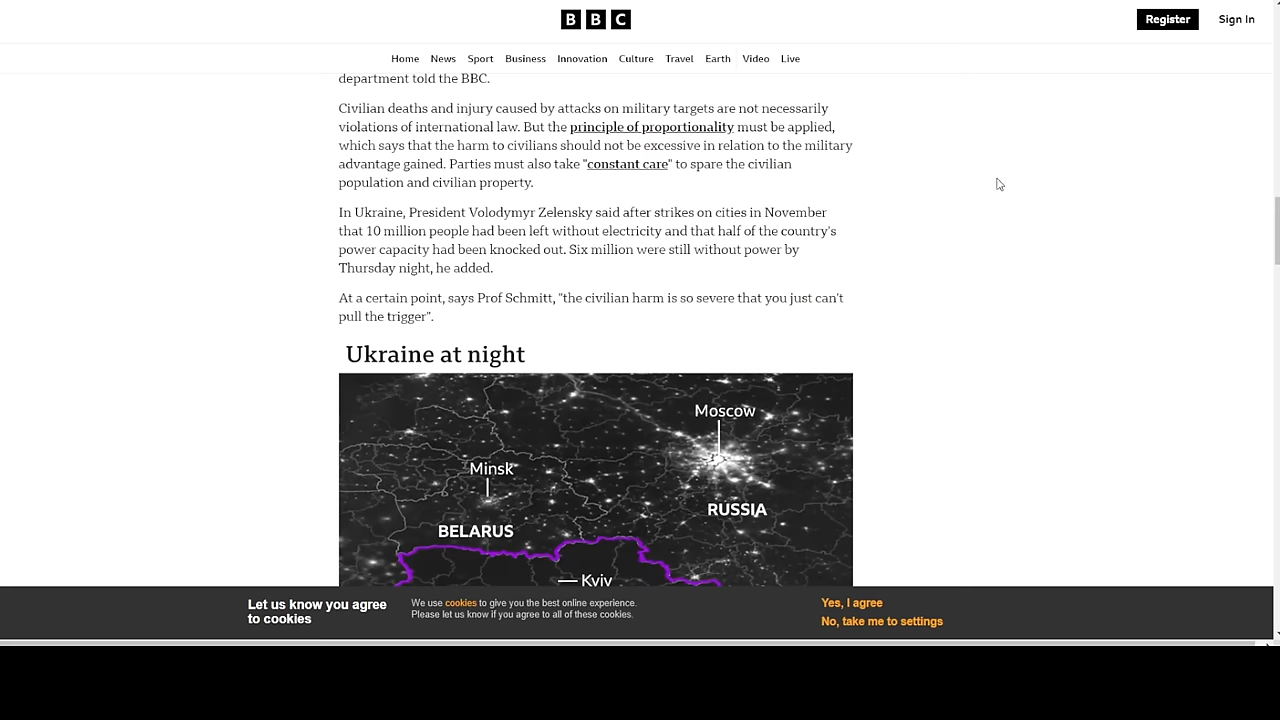 BBC
Register
Sign In
Home News Sport Business Innovation Culture Travel Earth Video Live
department told the BBC.
Civilian deaths and injury caused by attacks on military targets are not necessarily
violations of international law. But the principle of proportionality must be applied,
which says that the harm to civilians should not be excessive in relation to the military
advantage gained. Parties must also take "constant care" to spare the civilian
population and civilian property.
In Ukraine, President Volodymyr Zelensky said after strikes on cities in November
that 10 million people had been left without electricity and that half of the country's
power capacity had been knocked out. Six million were still without power by
Thursday night, he added.
At a certain point, says Prof Schmitt, "the civilian harm is so severe that you just can't
pull the trigger".
Ukraine at night
Moscow
Minsk
RUSSIA
BELARUS
Kyiv
Let us know you agree
to cookies
We use cookies to give you the best online experience.
Please let us know if you agree to all of these cookies.
Yes, I agree
No, take me to settings